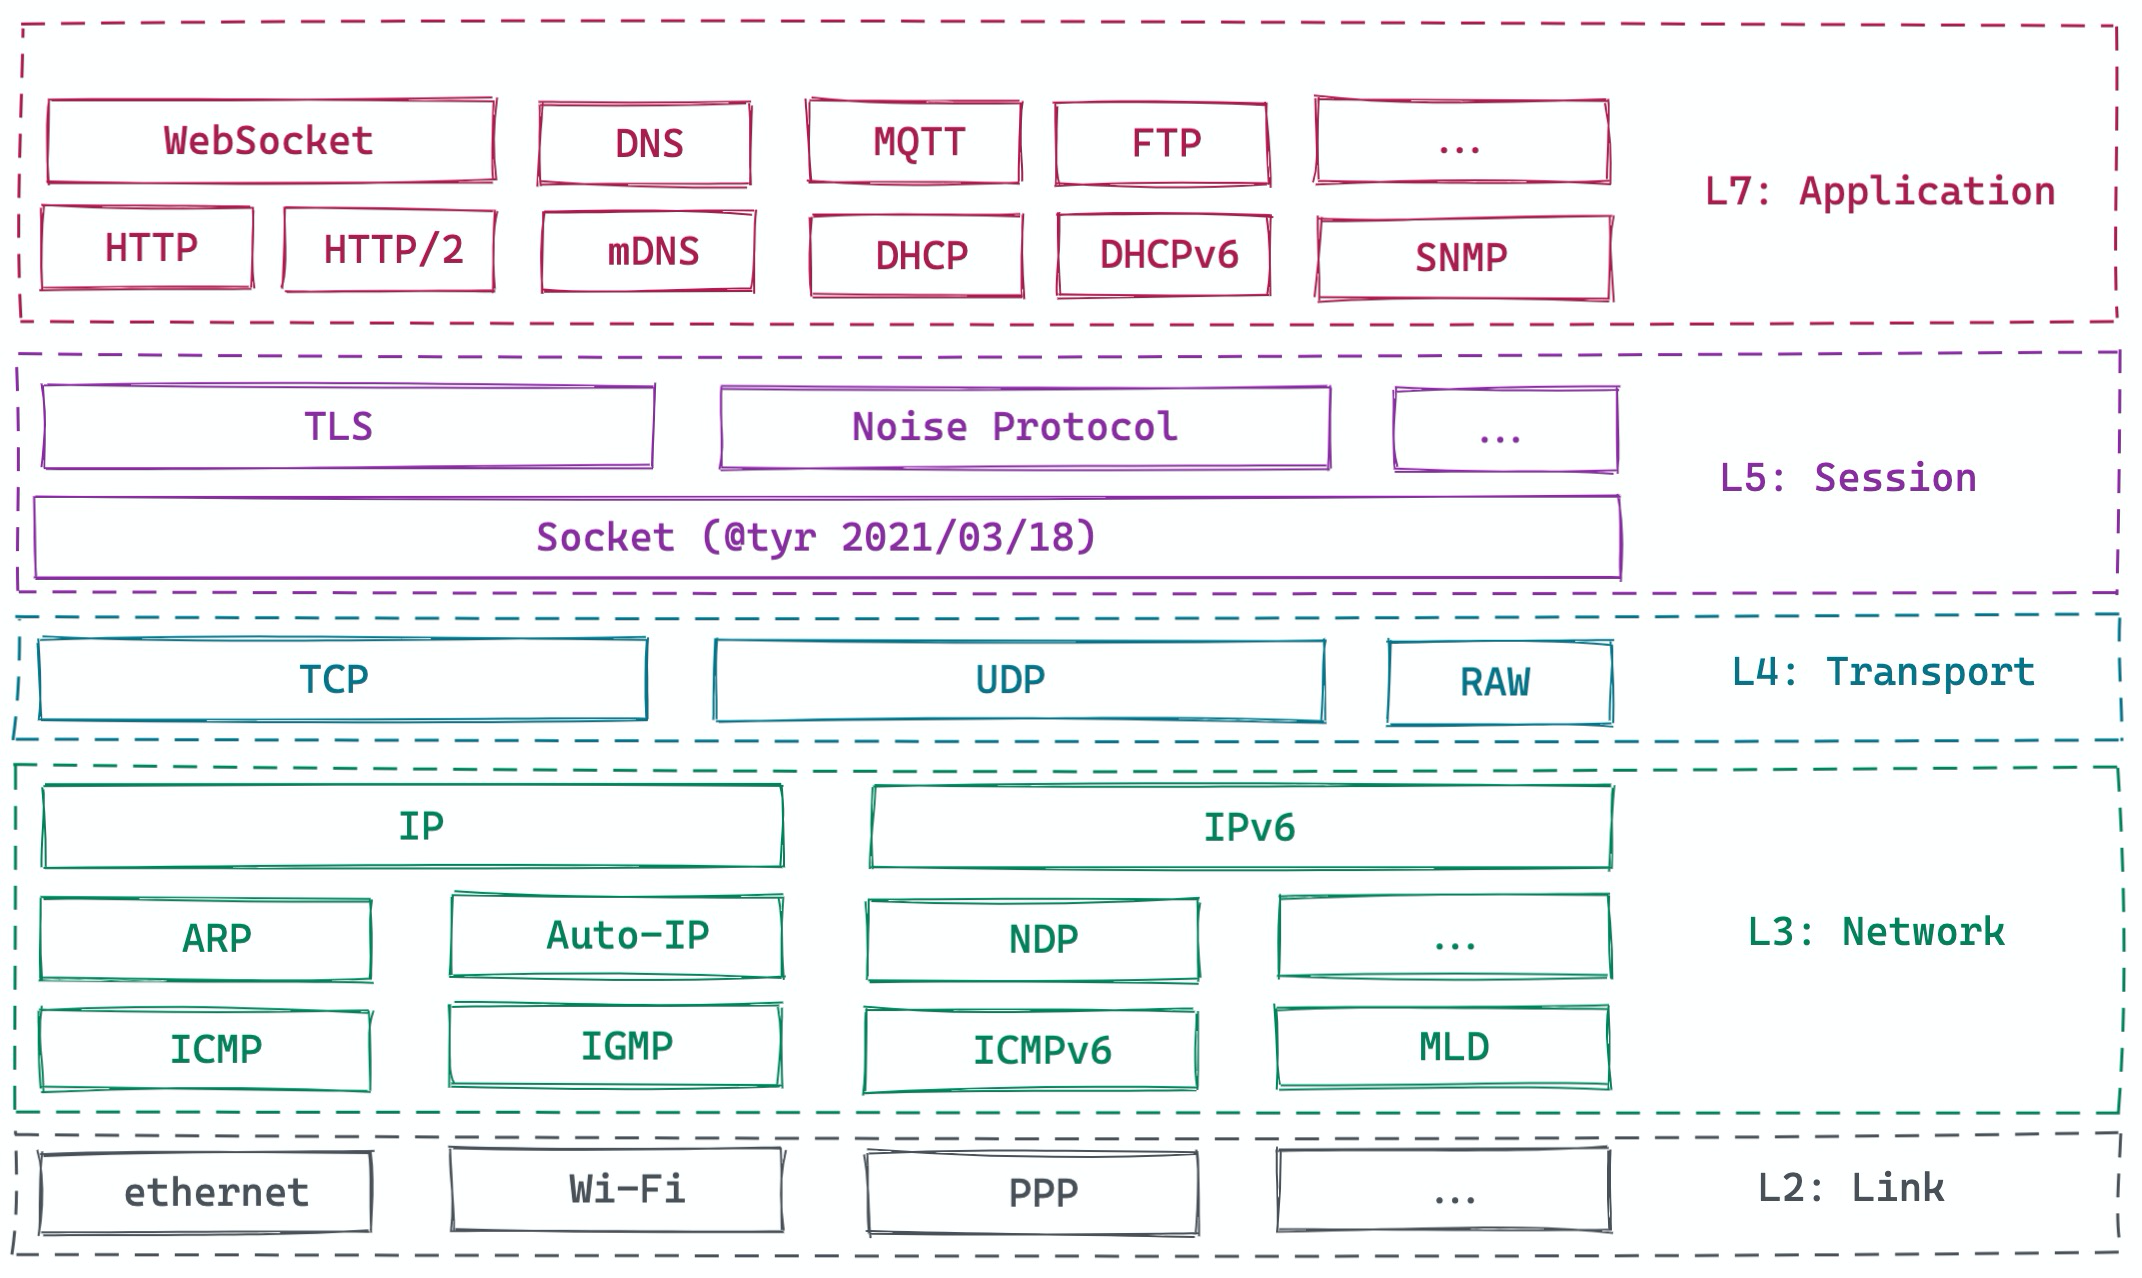 WebSocket
DNS
MQTT
FTP
...
HTTP
HTTP/2
mDNS
DHCP
DHCPv6
SNMP
L7: Application
TLS
Noise Protocol
...
L5: Session
Socket (@tyr 2021/03/18)
TCP
UDP
RAW
L4: Transport
IP
IPv6
ARP
Auto-IP
NDP
...
L3: Network
ICMP
IGMP
ICMPv6
MLD
ethernet
Wi-Fi
PPP
...
L2: Link